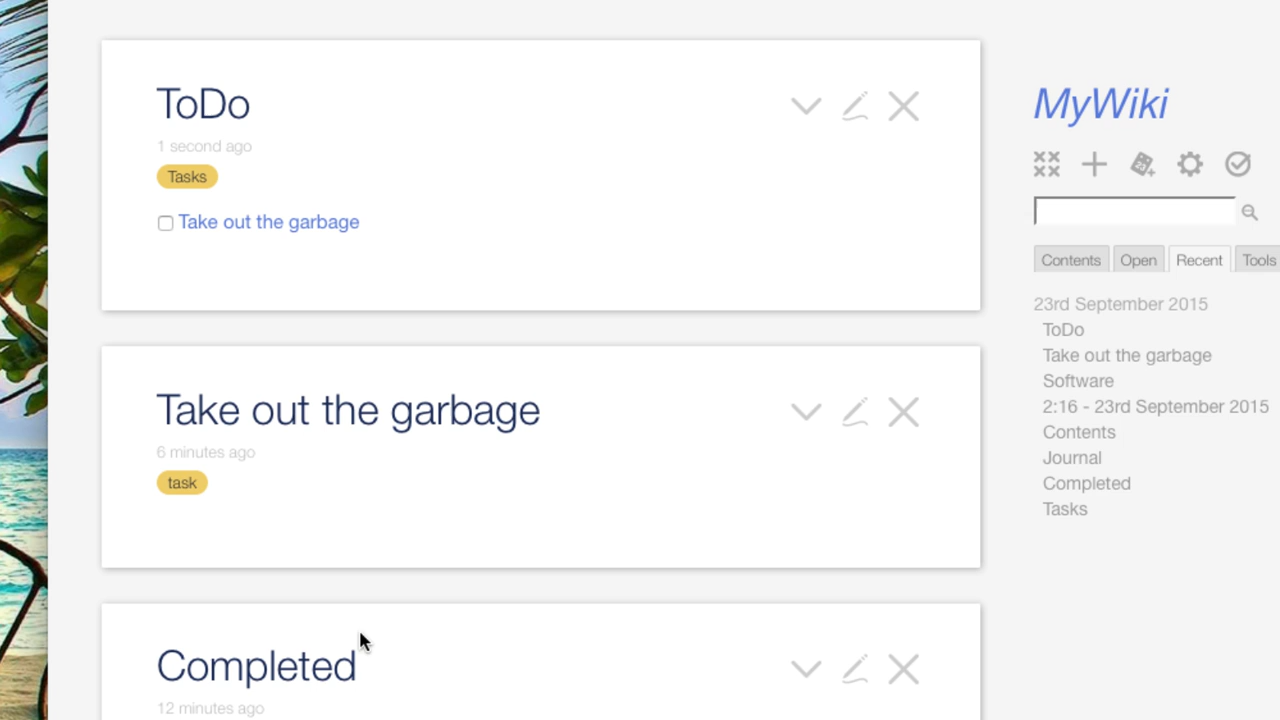 ToDo
1 second ago
Tasks
Take out the garbage
Take out the garbage
6 minutes ago
task
Completed
12 minutes ago
MyWiki
Contents Open Recent Tools
23rd September 2015
ToDo
Take out the garbage
Software
2:16 - 23rd September 2015
Contents
Journal
Completed
Tasks